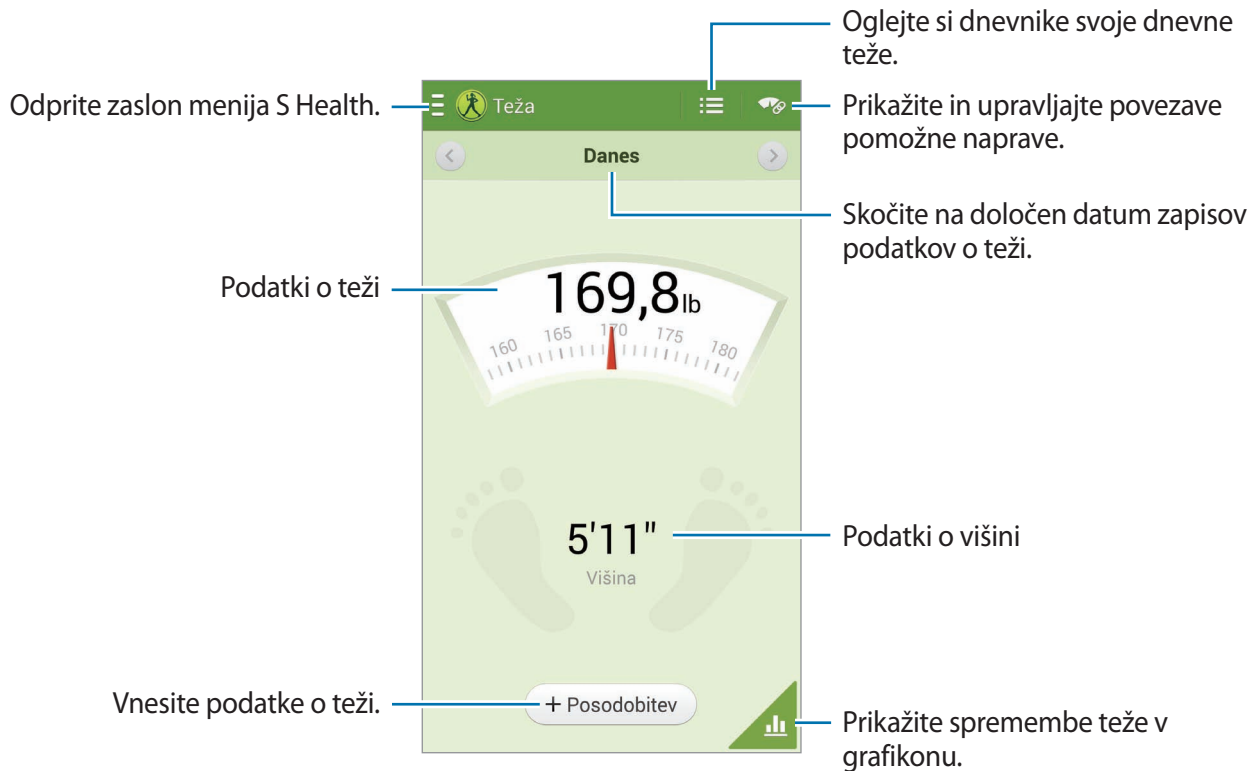 Oglejte si dnevnike svoje dnevne
teže.
Odprite zaslon menija S Health.
Teža
Prikažite in upravljajte povezave
pomožne naprave.
Danes
Skočite na določen datum zapisov
podatkov o teži.
Podatki o teži
169,8lb
160 165 170 175 180
5'11"
Višina
Podatki o višini
Vnesite podatke o teži.
+ Posodobitev
Prikažite spremembe teže v
grafikonu.